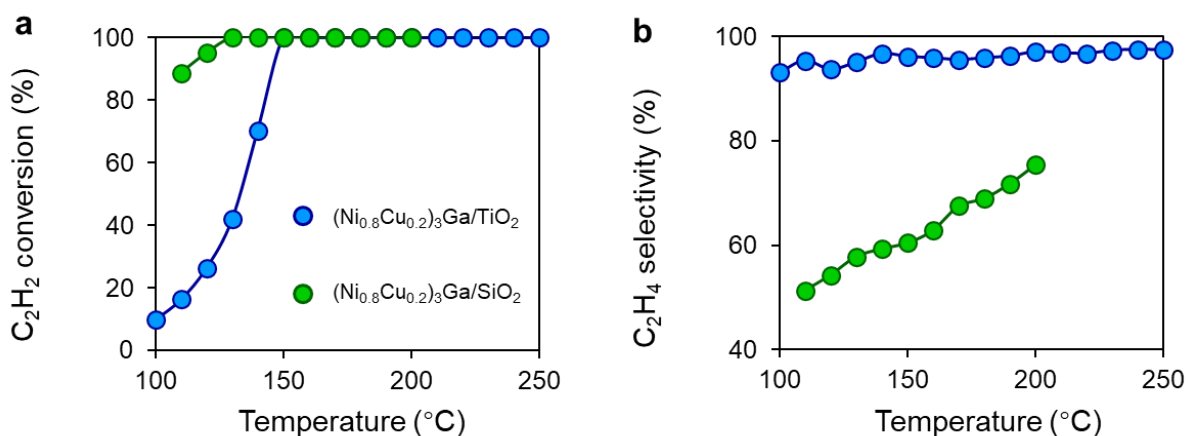 a
C₂H₂ conversion (%)
100
80
60
40
20
0
100
150
200
250
Temperature (°C)
(Ni₀.₈Cu₀.₂)₃Ga/TiO₂
(Ni₀.₈Cu₀.₂)₃Ga/SiO₂
b
C₂H₄ selectivity (%)
100
80
60
40
100
150
200
250
Temperature (°C)